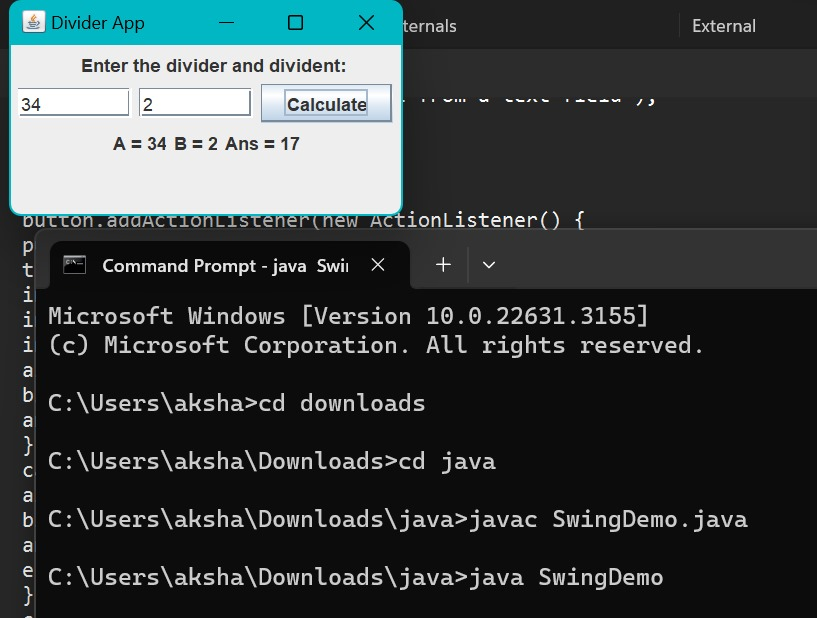 Divider App
ternals
External
Enter the divider and divident:
34
2
Calculate
from a text field");
A = 34 B = 2 Ans = 17
button.addActionListener(new ActionListener() {
p
t
i
i
i
a
b
a
}
c
a
b
a
e
}
Command Prompt - java Swi
Microsoft Windows [Version 10.0.22631.3155]
(c) Microsoft Corporation. All rights reserved.
C:\Users\aksha>cd downloads
C:\Users\aksha\Downloads>cd java
C:\Users\aksha\Downloads\java>javac SwingDemo.java
C:\Users\aksha\Downloads\java>java SwingDemo